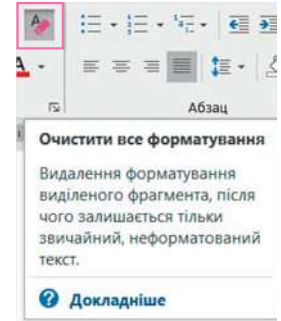 Абзац
Очистити все форматування
Видалення форматування
виділеного фрагмента, після
чого залишається тільки
звичайний, неформатований
текст.
Докладніше